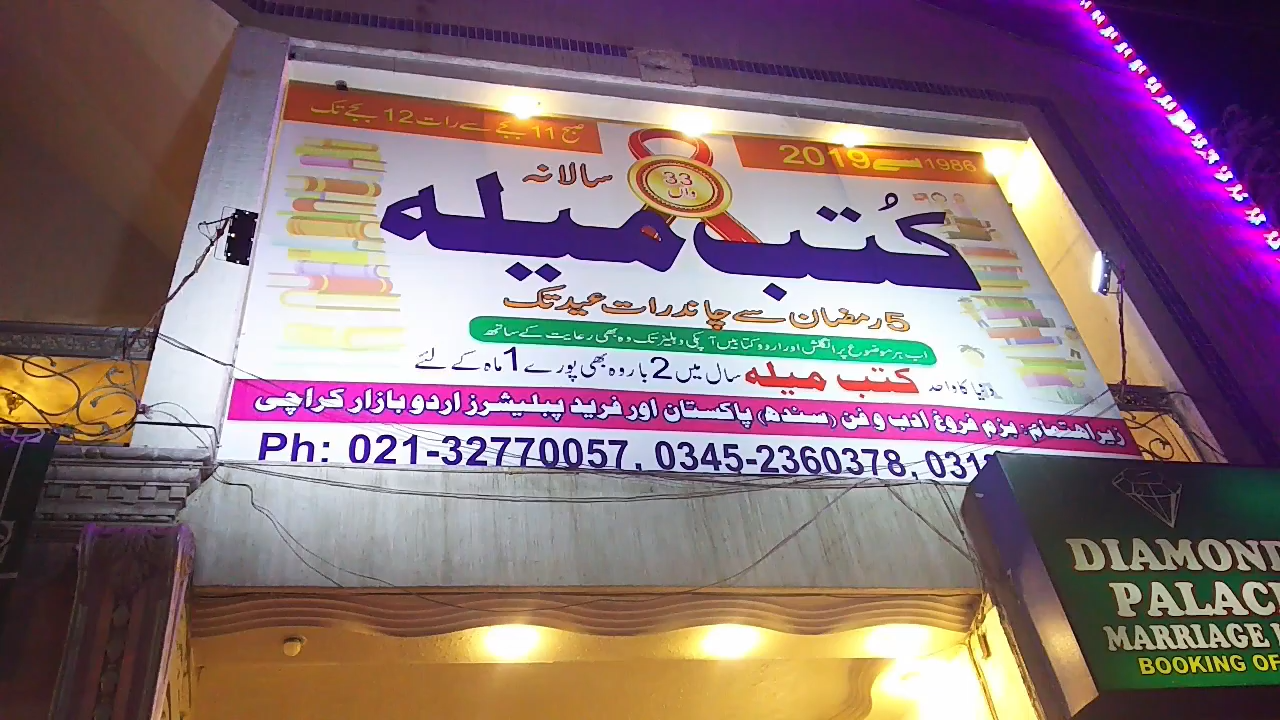 1986 سے 2019
صبح 11 بجے سے رات 12 بجے تک
33 واں
سالانہ
کُتب میلہ
5 رمضان سے چاند رات عید تک
اب ہر موضوع پر انگلش اور اردو کتابیں آپکی دہلیز تک وہ بھی رعایت کے ساتھ
دنیا کا واحد کتب میلہ سال میں 2 بار وہ بھی پورے 1 ماہ کے لئے
زیر اہتمام: بزم فروغ ادب و فن (سندھ) پاکستان اور فرید پبلیشرز اردو بازار کراچی
Ph: 021-32770057, 0345-2360378, 031
DIAMOND
PALAC
MARRIAGE
BOOKING OF